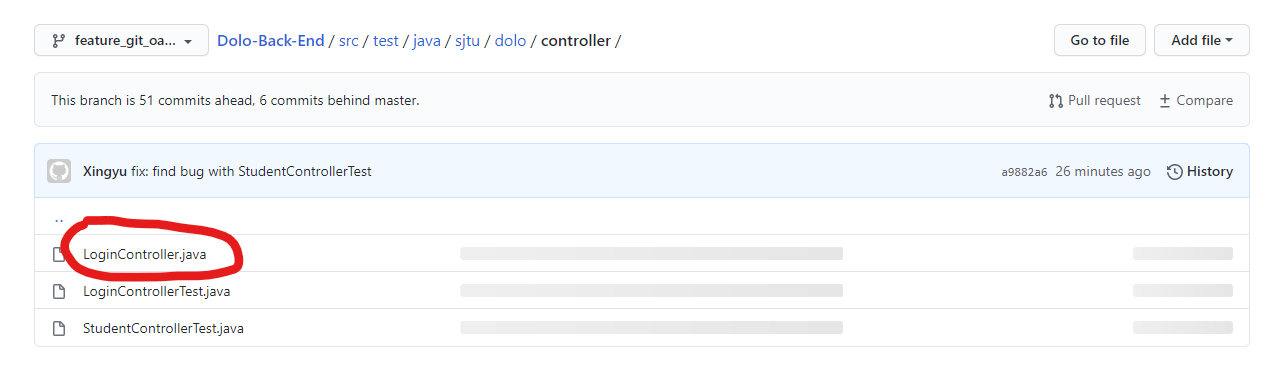 feature_git_oa... Dolo-Back-End / src / test / java / sjtu / dolo / controller / Go to file Add file
This branch is 51 commits ahead, 6 commits behind master. Pull request Compare
Xingyu fix: find bug with StudentControllerTest a9882a6 26 minutes ago History
..
LoginController.java
LoginControllerTest.java
StudentControllerTest.java